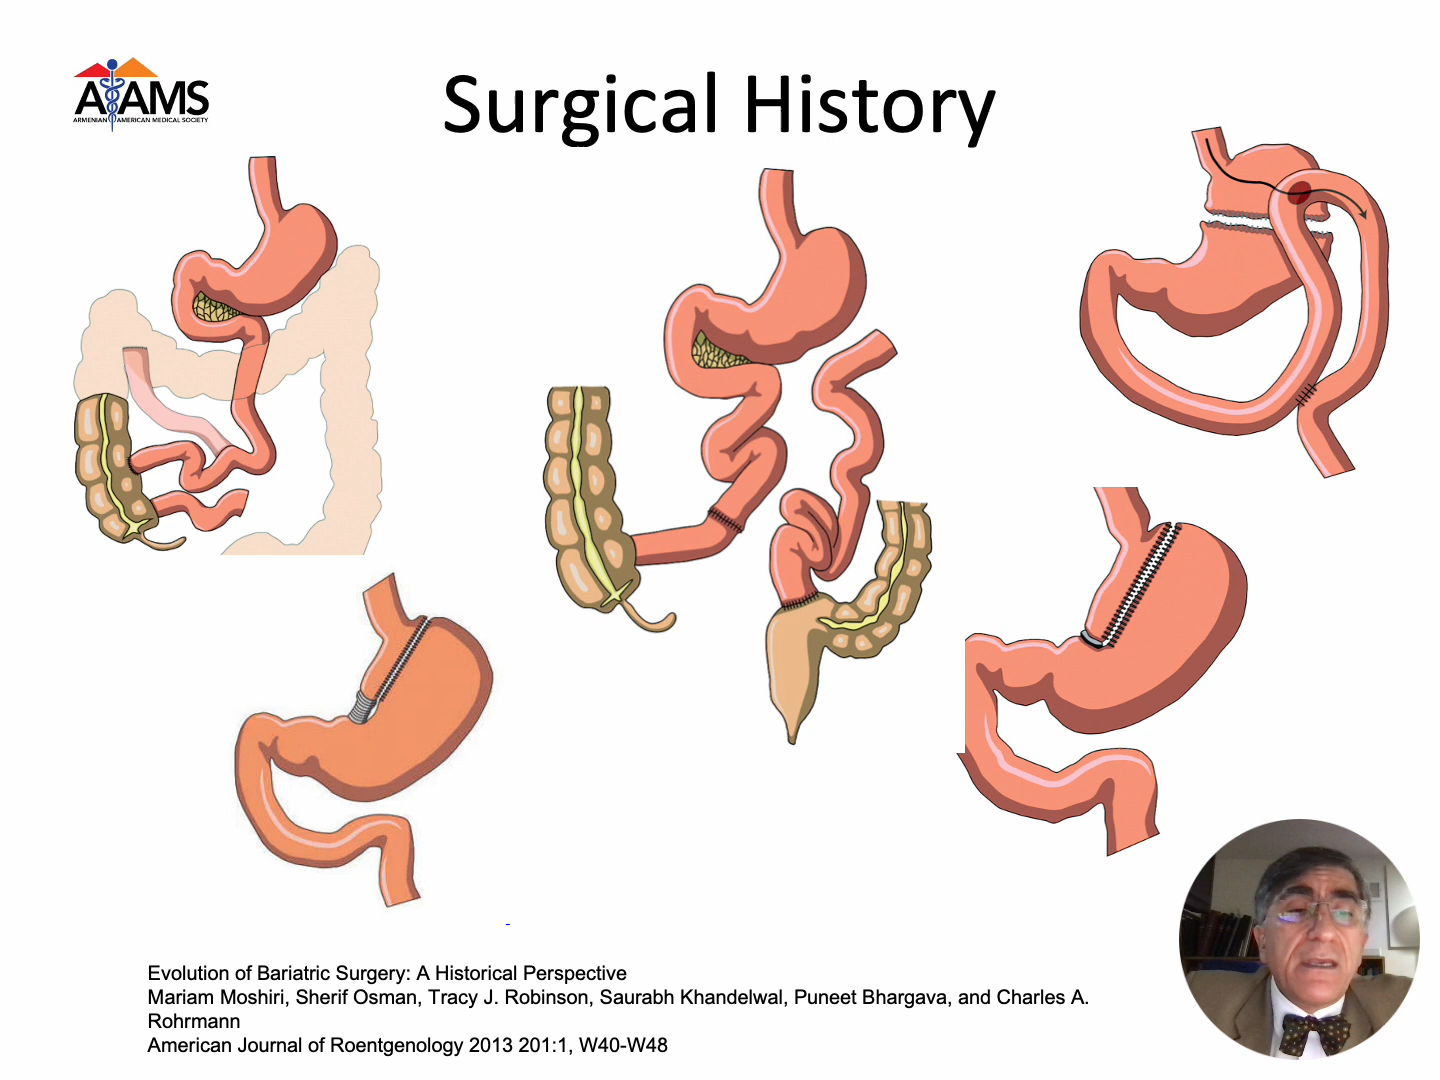 AAMS
ARMENIAN AMERICAN MEDICAL SOCIETY
Surgical History
Evolution of Bariatric Surgery: A Historical Perspective
Mariam Moshiri, Sherif Osman, Tracy J. Robinson, Saurabh Khandelwal, Puneet Bhargava, and Charles A.
Rohrmann
American Journal of Roentgenology 2013 201:1, W40-W48